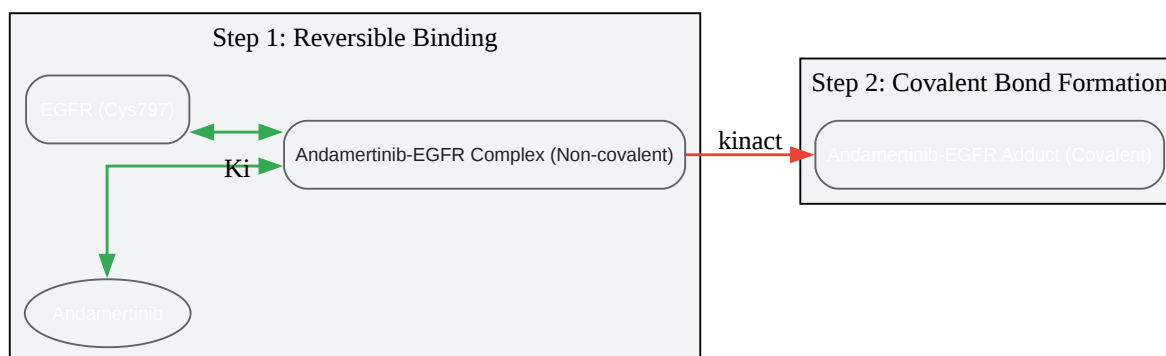 Step 1: Reversible Binding
EGFR (Cys797)
Andamertinib-EGFR Complex (Non-covalent)
Ki
Andamertinib
kinact
Step 2: Covalent Bond Formation
Andamertinib-EGFR Adduct (Covalent)